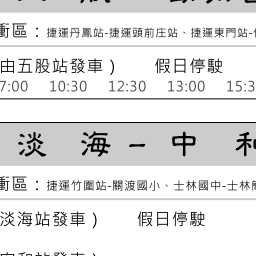 衝區：捷運丹鳳站-捷運頭前庄站、捷運東門站-
由五股站發車）　　假日停駛
7:00　10:30　12:30　13:00　15:3
淡 海 – 中 和
衝區：捷運竹圍站-關渡國小、士林國中-士林
淡海站發車）　　假日停駛